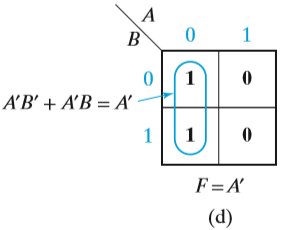 A
B
0 1
0 1 0
A′B′ + A′B = A′
1 1 0
F = A′
(d)